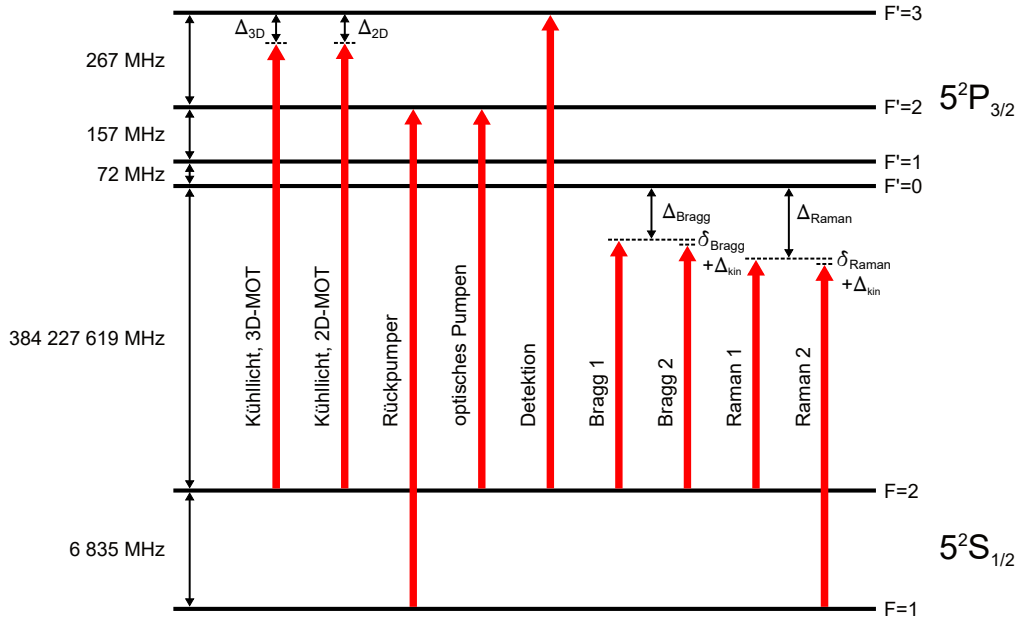 F'=3
Δ3D
Δ2D
267 MHz
5²P3/2
F'=2
157 MHz
F'=1
72 MHz
F'=0
ΔBragg
ΔRaman
δBragg
+Δkin
δRaman
+Δkin
384 227 619 MHz
Kühllicht, 3D-MOT
Kühllicht, 2D-MOT
Rückpumper
optisches Pumpen
Detektion
Bragg 1
Bragg 2
Raman 1
Raman 2
F=2
6 835 MHz
5²S1/2
F=1